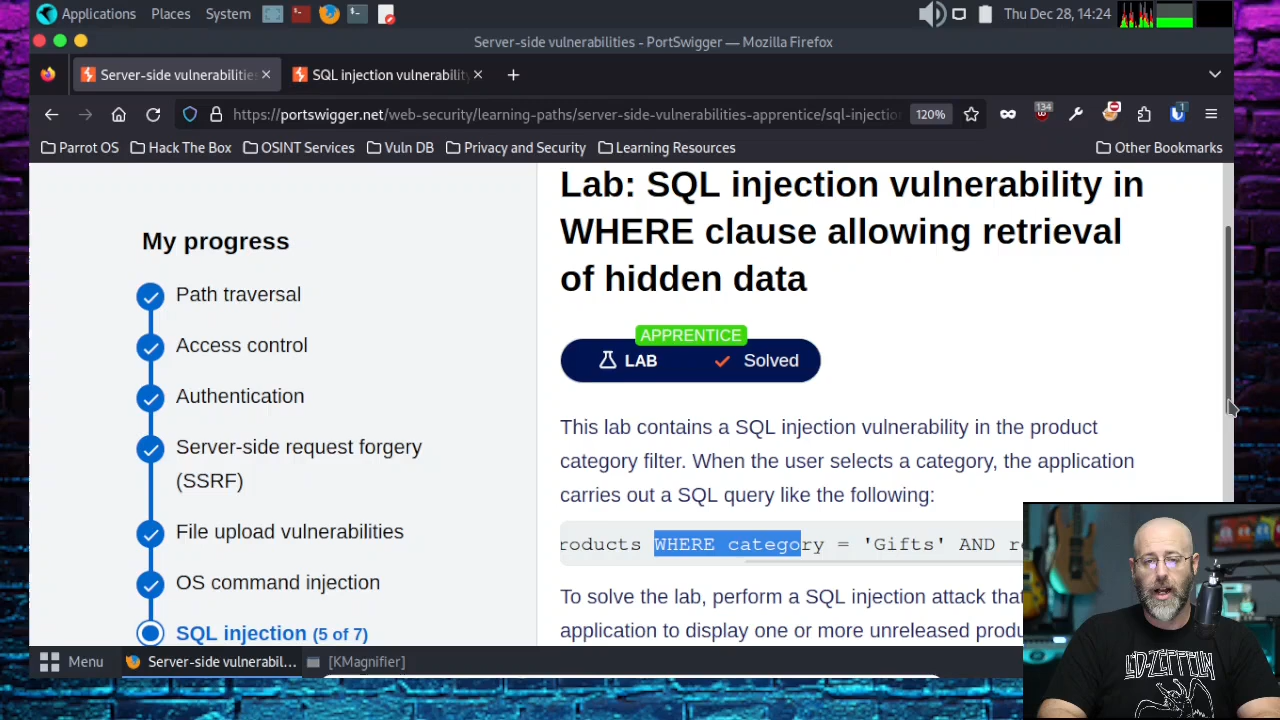 Applications Places System
Thu Dec 28, 14:24
Server-side vulnerabilities - PortSwigger — Mozilla Firefox
Server-side vulnerabilities
SQL injection vulnerability
https://portswigger.net/web-security/learning-paths/server-side-vulnerabilities-apprentice/sql-injectio
120%
134
1
Parrot OS Hack The Box OSINT Services Vuln DB Privacy and Security Learning Resources Other Bookmarks
My progress
Path traversal
Access control
Authentication
Server-side request forgery
(SSRF)
File upload vulnerabilities
OS command injection
SQL injection (5 of 7)
Lab: SQL injection vulnerability in
WHERE clause allowing retrieval
of hidden data
APPRENTICE
LAB Solved
This lab contains a SQL injection vulnerability in the product
category filter. When the user selects a category, the application
carries out a SQL query like the following:
roducts WHERE category = 'Gifts' AND re
To solve the lab, perform a SQL injection attack that
application to display one or more unreleased produ
Menu Server-side vulnerabil... [KMagnifier]
LED-ZEPPELIN